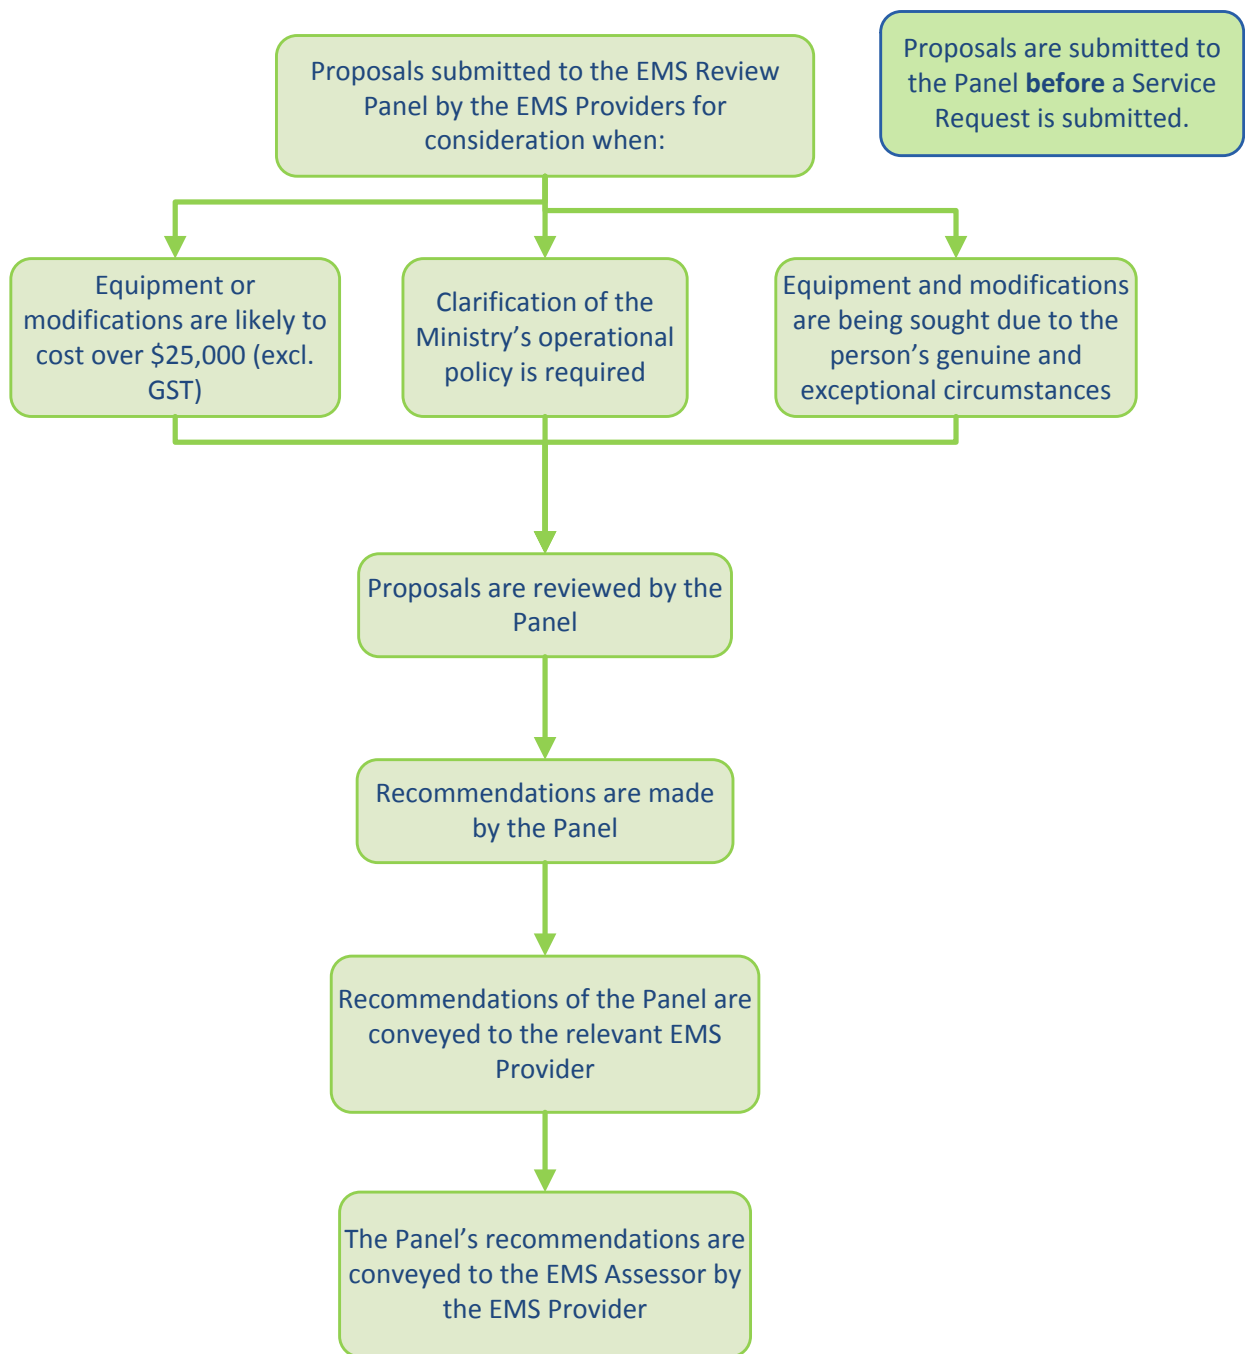 Proposals submitted to the EMS Review
Panel by the EMS Providers for
consideration when:
Proposals are submitted to
the Panel before a Service
Request is submitted.
Equipment or
modifications are likely to
cost over $25,000 (excl.
GST)
Clarification of the
Ministry’s operational
policy is required
Equipment and modifications
are being sought due to the
person’s genuine and
exceptional circumstances
Proposals are reviewed by the
Panel
Recommendations are made
by the Panel
Recommendations of the Panel are
conveyed to the relevant EMS
Provider
The Panel’s recommendations are
conveyed to the EMS Assessor by
the EMS Provider